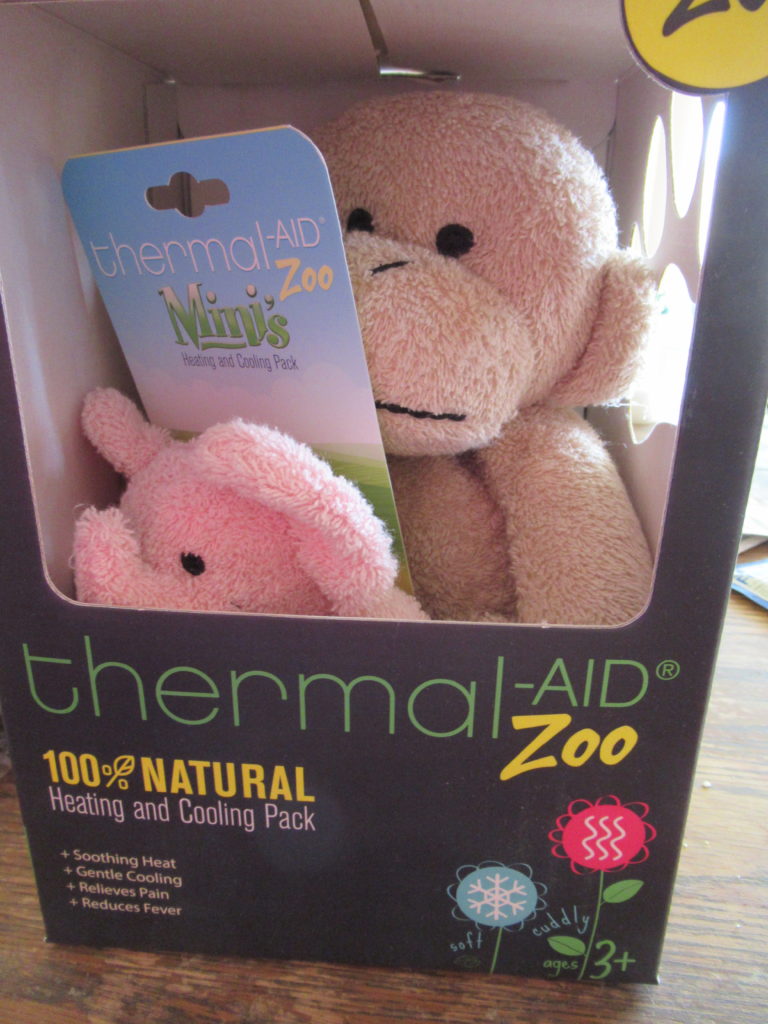 Zoo
thermal-AID®
Zoo
Mini's
Heating and Cooling Pack
thermal-AID®
Zoo
100% NATURAL
Heating and Cooling Pack
+ Soothing Heat
+ Gentle Cooling
+ Relieves Pain
+ Reduces Fever
soft
cuddly
ages 3+